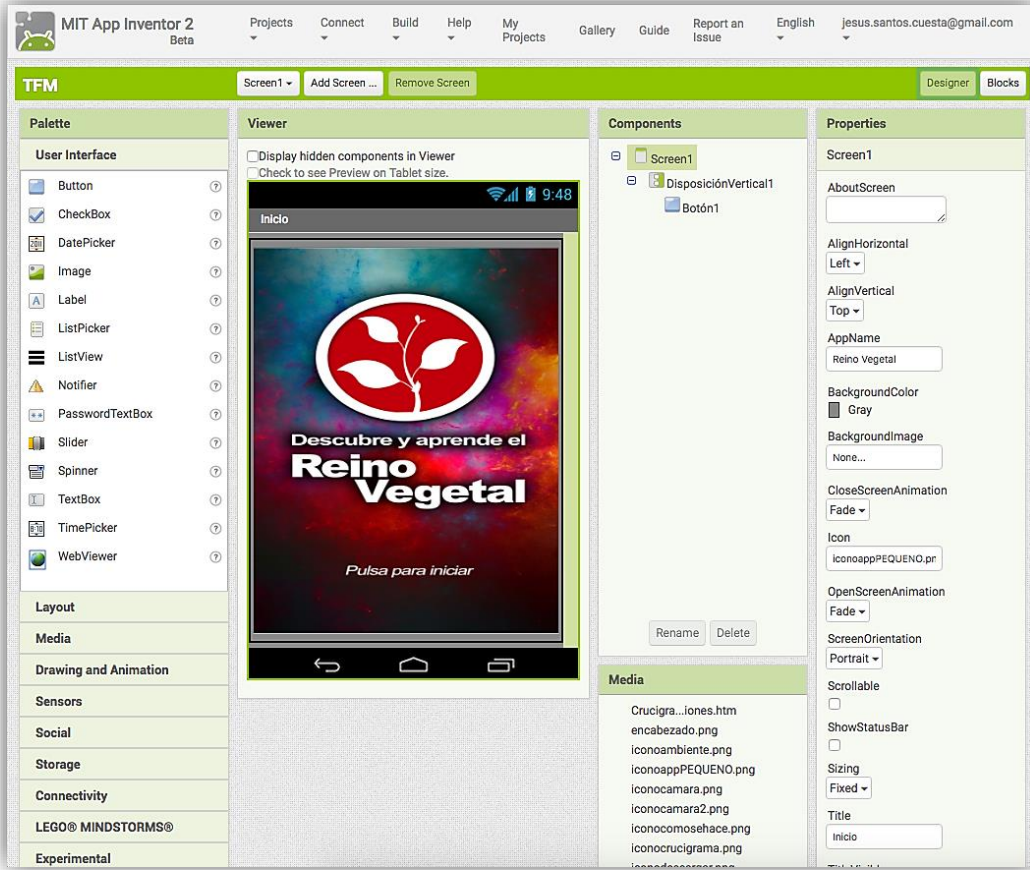 MIT App Inventor 2
Beta
Projects
Connect
Build
Help
My
Projects
Gallery
Guide
Report an
Issue
English
jesus.santos.cuesta@gmail.com
TFM
Screen1
Add Screen ...
Remove Screen
Designer
Blocks
Palette
User Interface
Button
CheckBox
DatePicker
Image
Label
ListPicker
ListView
Notifier
PasswordTextBox
Slider
Spinner
TextBox
TimePicker
WebViewer
Layout
Media
Drawing and Animation
Sensors
Social
Storage
Connectivity
LEGO® MINDSTORMS®
Experimental
Viewer
Display hidden components in Viewer
Check to see Preview on Tablet size.
9:48
Inicio
Descubre y aprende el
Reino
Vegetal
Pulsa para iniciar
Components
Screen1
DisposiciónVertical1
Botón1
Rename
Delete
Media
Crucigra...iones.htm
encabezado.png
iconoambiente.png
iconoappPEQUENO.png
iconocamara.png
iconocamara2.png
iconocomosehace.png
iconocrucigrama.png
Properties
Screen1
AboutScreen
AlignHorizontal
Left
AlignVertical
Top
AppName
Reino Vegetal
BackgroundColor
Gray
BackgroundImage
None...
CloseScreenAnimation
Fade
Icon
iconoappPEQUENO.pr
OpenScreenAnimation
Fade
ScreenOrientation
Portrait
Scrollable
ShowStatusBar
Sizing
Fixed
Title
Inicio